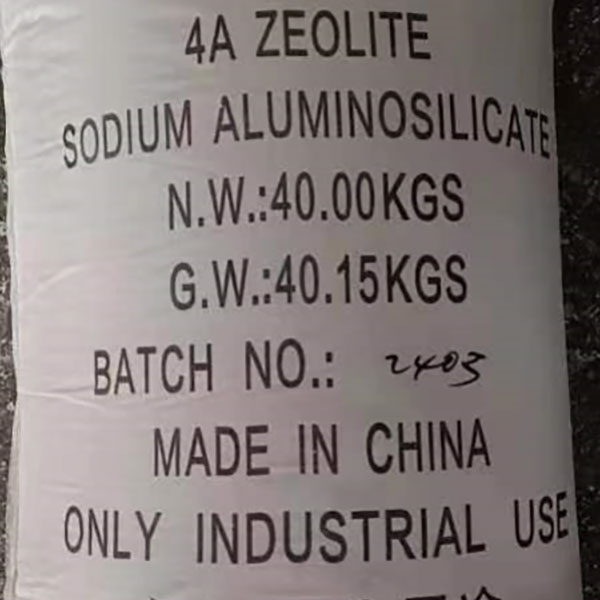 4A ZEOLITE
SODIUM ALUMINOSILICATE
N.W.:40.00KGS
G.W.:40.15KGS
BATCH NO.: 2403
MADE IN CHINA
ONLY INDUSTRIAL USE